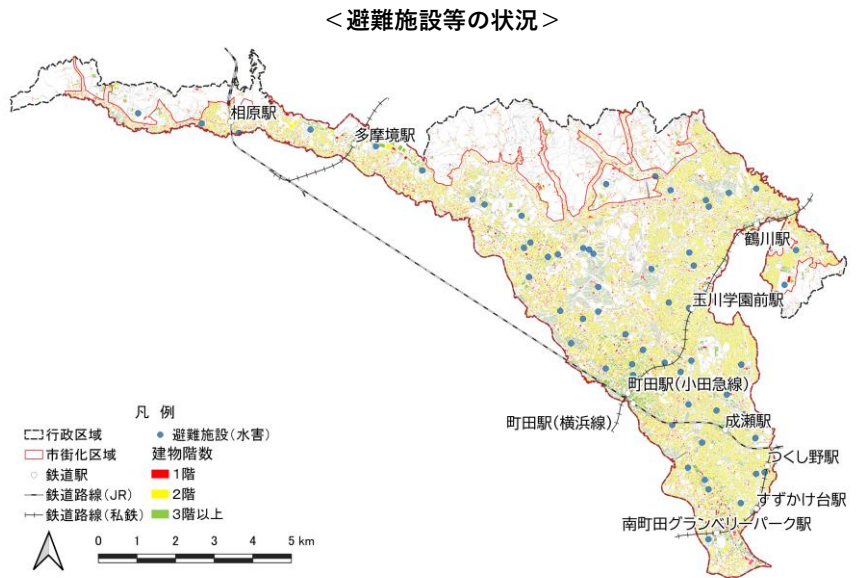 ＜避難施設等の状況＞
相原駅
多摩境駅
鶴川駅
玉川学園前駅
町田駅(小田急線)
町田駅(横浜線)
成瀬駅
つくし野駅
すずかけ台駅
南町田グランベリーパーク駅
凡 例
行政区域
避難施設(水害)
市街化区域
建物階数
鉄道駅
1階
鉄道路線(JR)
2階
鉄道路線(私鉄)
3階以上
0 1 2 3 4 5 km